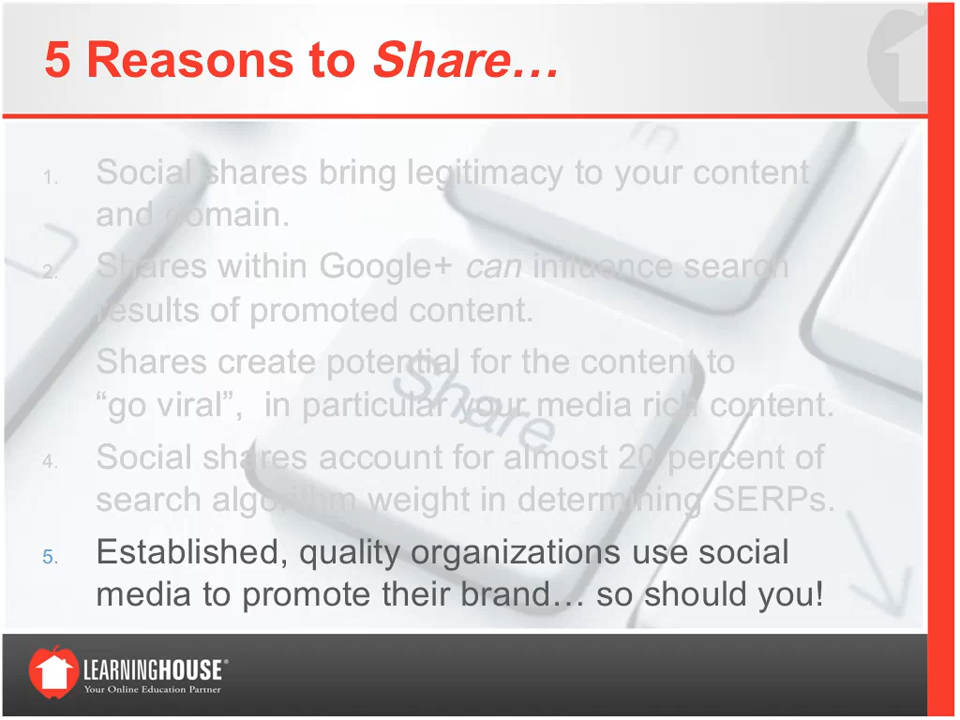 5 Reasons to Share…
in
1. Social shares bring legitimacy to your content
and domain.
2. Shares within Google+ can influence search
results of promoted content.
Shares create potential for the content to
“go viral”,  in particular your media rich content.
Share
4. Social shares account for almost 20 percent of
search algorithm weight in determining SERPs.
5. Established, quality organizations use social
media to promote their brand… so should you!
LEARNINGHOUSE®
Your Online Education Partner